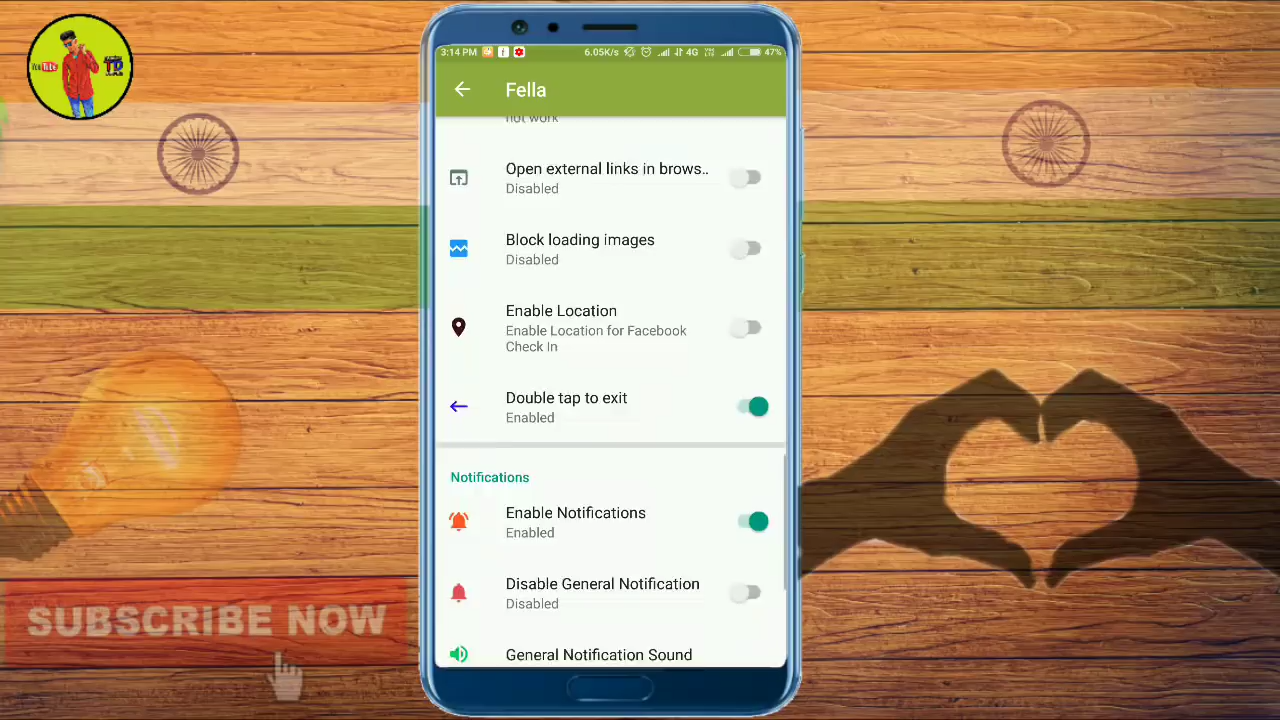 YouTube
TD
3:14 PM
6.05K/s
4G
47%
Fella
not work
Open external links in brows..
Disabled
Block loading images
Disabled
Enable Location
Enable Location for Facebook
Check In
Double tap to exit
Enabled
Notifications
Enable Notifications
Enabled
Disable General Notification
Disabled
General Notification Sound
SUBSCRIBE NOW